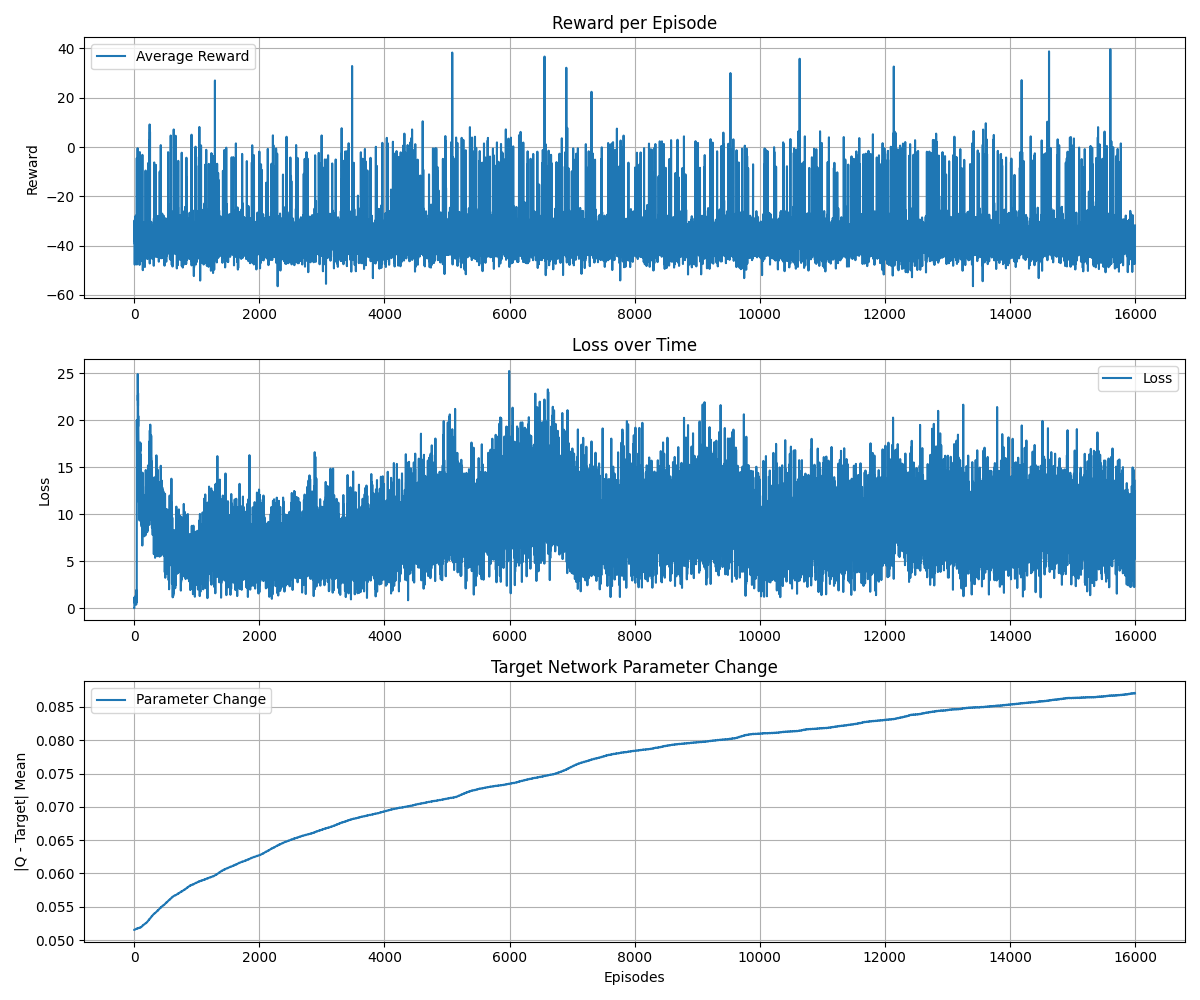 Reward per Episode
Average Reward
Reward
40
20
0
−20
−40
−60
0 2000 4000 6000 8000 10000 12000 14000 16000
Loss over Time
Loss
Loss
25
20
15
10
5
0
0 2000 4000 6000 8000 10000 12000 14000 16000
Target Network Parameter Change
Parameter Change
|Q - Target| Mean
0.085
0.080
0.075
0.070
0.065
0.060
0.055
0.050
0 2000 4000 6000 8000 10000 12000 14000 16000
Episodes